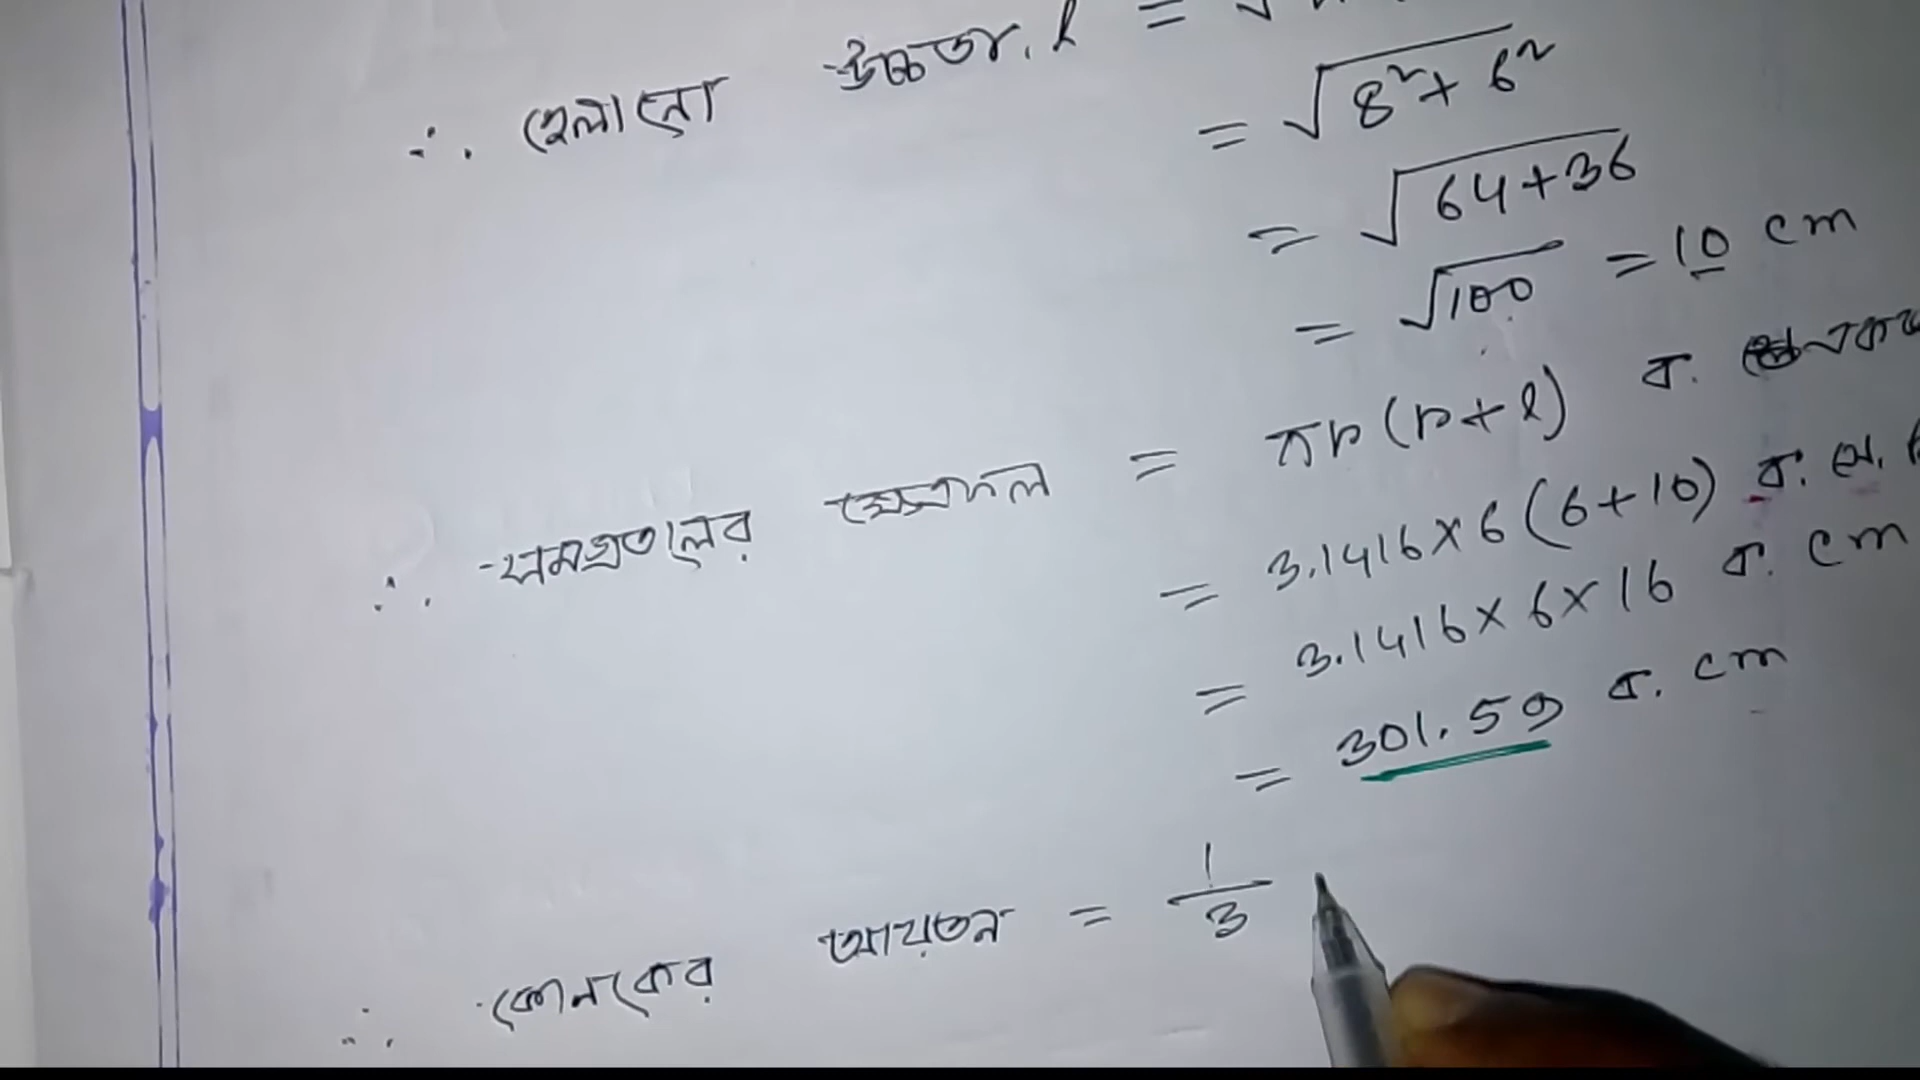 ∴ হেলানো উচ্চতা, l = √
= √8²+6²
= √64+36
= √100 = 10 cm
∴ সমগ্রতলের ক্ষেত্রফল = πr(r+l) ব. একক
= 3.1416×6(6+10) ব. সে.
= 3.1416×6×16 ব. cm
= 301.59 ব. cm
∴ কোনকের আয়তন = 1/3